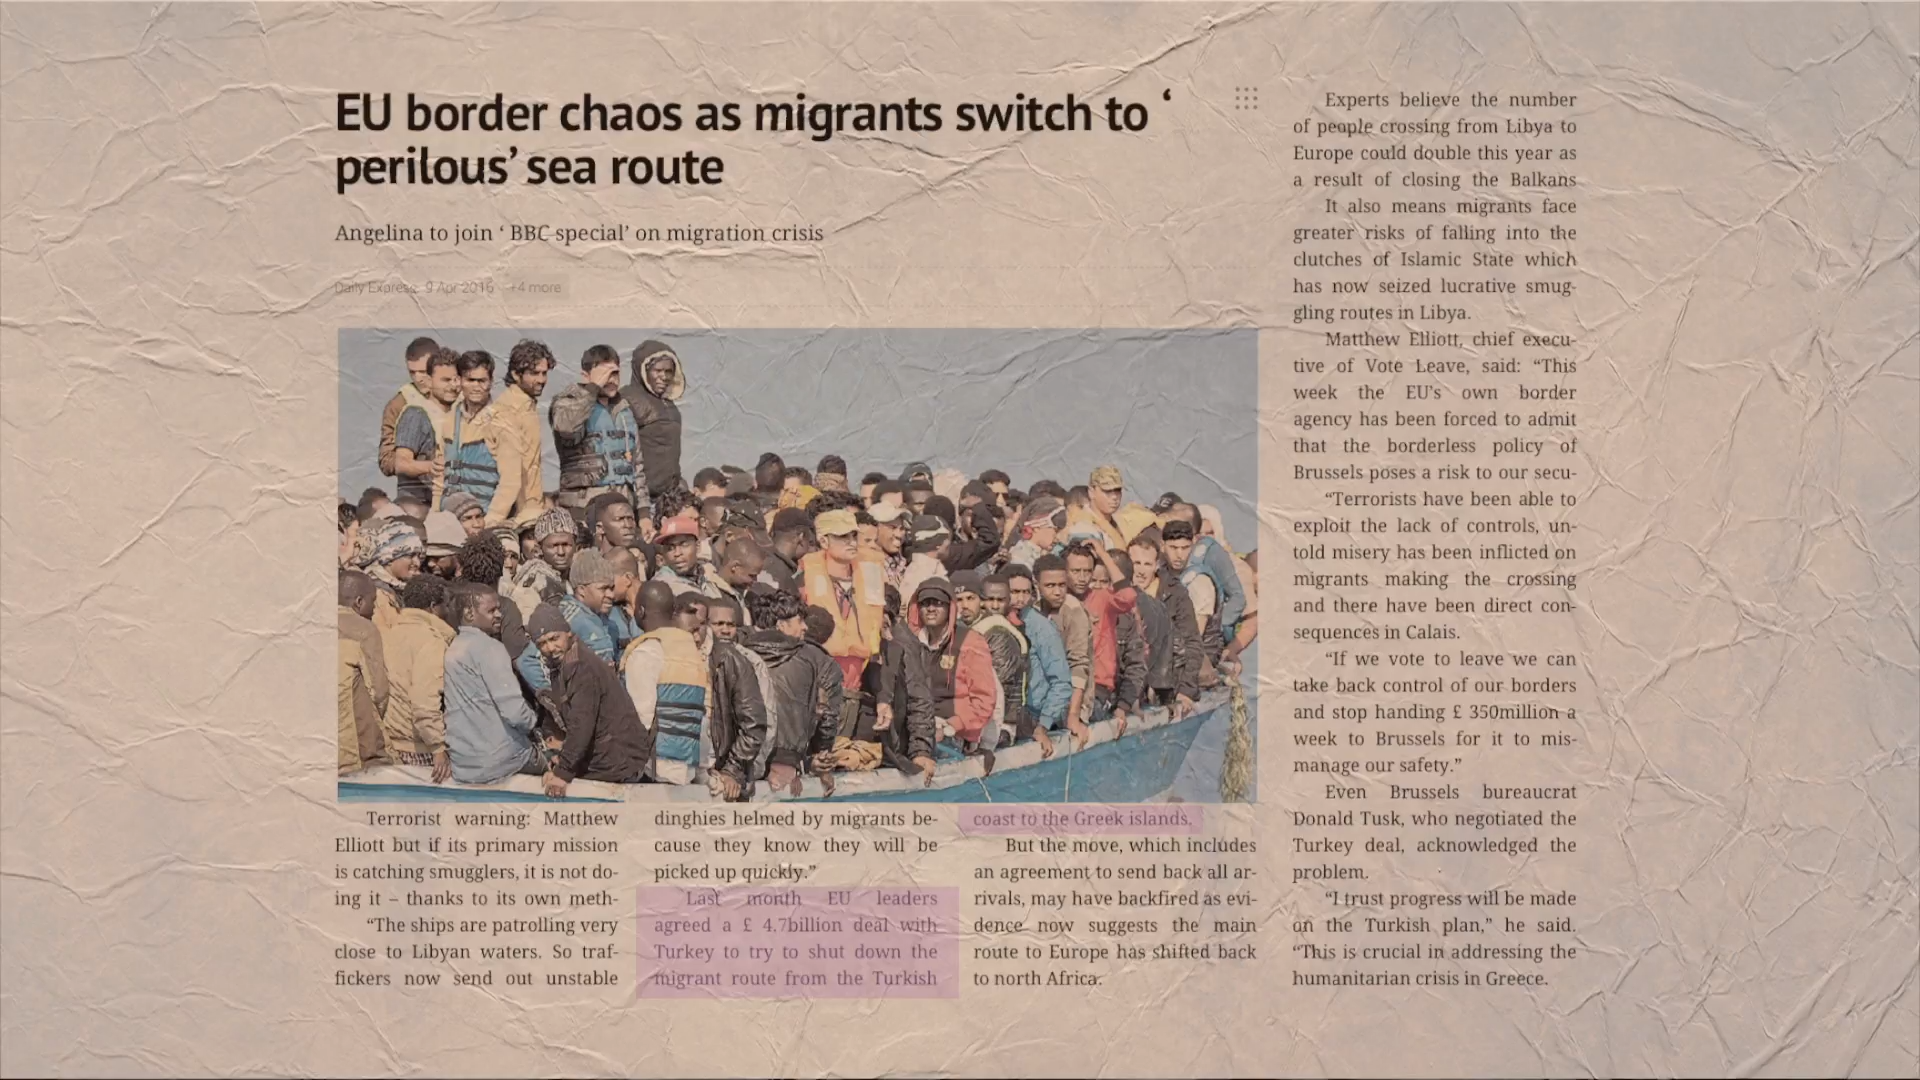 EU border chaos as migrants switch to ‘
perilous’ sea route
Angelina to join ‘ BBC special’ on migration crisis
Daily Express 9 Apr 2016 +4 more
Terrorist warning: Matthew
Elliott but if its primary mission
is catching smugglers, it is not do-
ing it – thanks to its own meth-
“The ships are patrolling very
close to Libyan waters. So traf-
fickers now send out unstable
dinghies helmed by migrants be-
cause they know they will be
picked up quickly.”
Last month EU leaders
agreed a £ 4.7billion deal with
Turkey to try to shut down the
migrant route from the Turkish
coast to the Greek islands.
But the move, which includes
an agreement to send back all ar-
rivals, may have backfired as evi-
dence now suggests the main
route to Europe has shifted back
to north Africa.
Experts believe the number
of people crossing from Libya to
Europe could double this year as
a result of closing the Balkans
It also means migrants face
greater risks of falling into the
clutches of Islamic State which
has now seized lucrative smug-
gling routes in Libya.
Matthew Elliott, chief execu-
tive of Vote Leave, said: “This
week the EU’s own border
agency has been forced to admit
that the borderless policy of
Brussels poses a risk to our secu-
“Terrorists have been able to
exploit the lack of controls, un-
told misery has been inflicted on
migrants making the crossing
and there have been direct con-
sequences in Calais.
“If we vote to leave we can
take back control of our borders
and stop handing £ 350million a
week to Brussels for it to mis-
manage our safety.”
Even Brussels bureaucrat
Donald Tusk, who negotiated the
Turkey deal, acknowledged the
problem.
“I trust progress will be made
on the Turkish plan,” he said.
“This is crucial in addressing the
humanitarian crisis in Greece.